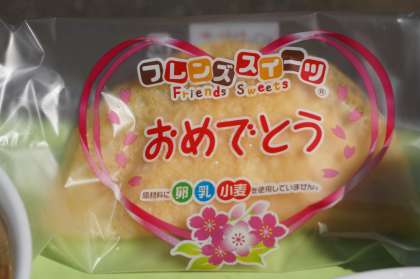 フレンズスイーツ
Friends Sweets ®
おめでとう
原材料に 卵 乳 小麦 を使用していません。